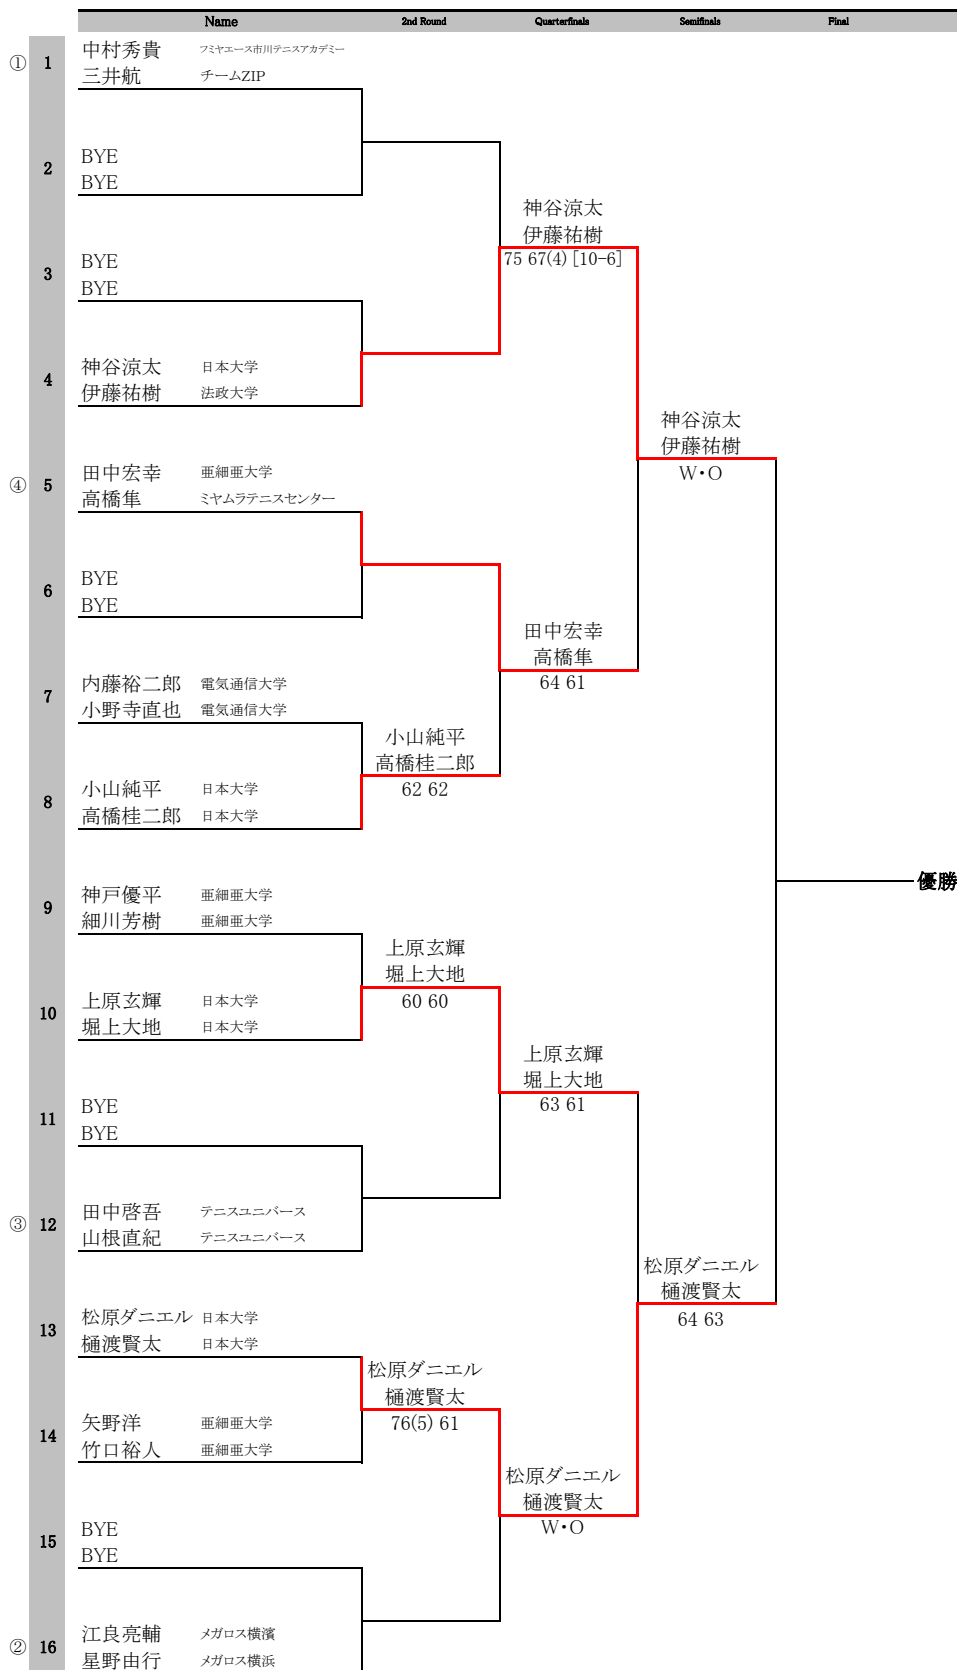 Name 2nd Round Quarterfinals Semifinals Final
中村秀貴 フミヤエース市川テニスアカデミー
① 1
三井航 チームZIP
BYE
2
BYE
神谷涼太
伊藤祐樹
75 67(4) [10-6]
BYE
3
BYE
神谷涼太 日本大学
4
伊藤祐樹 法政大学
神谷涼太
伊藤祐樹
W・O
田中宏幸 亜細亜大学
④ 5
高橋隼 ミヤムラテニスセンター
BYE
6
BYE
田中宏幸
高橋隼
64 61
内藤裕二郎 電気通信大学
7
小野寺直也 電気通信大学
小山純平
高橋桂二郎
62 62
小山純平 日本大学
8
高橋桂二郎 日本大学
優勝
神戸優平 亜細亜大学
9
細川芳樹 亜細亜大学
上原玄輝
堀上大地
60 60
上原玄輝 日本大学
10
堀上大地 日本大学
上原玄輝
堀上大地
63 61
BYE
11
BYE
田中啓吾 テニスユニバース
③ 12
山根直紀 テニスユニバース
松原ダニエル
樋渡賢太
64 63
松原ダニエル 日本大学
13
樋渡賢太 日本大学
松原ダニエル
樋渡賢太
76(5) 61
矢野洋 亜細亜大学
14
竹口裕人 亜細亜大学
松原ダニエル
樋渡賢太
W・O
BYE
15
BYE
江良亮輔 メガロス横濱
② 16
星野由行 メガロス横浜